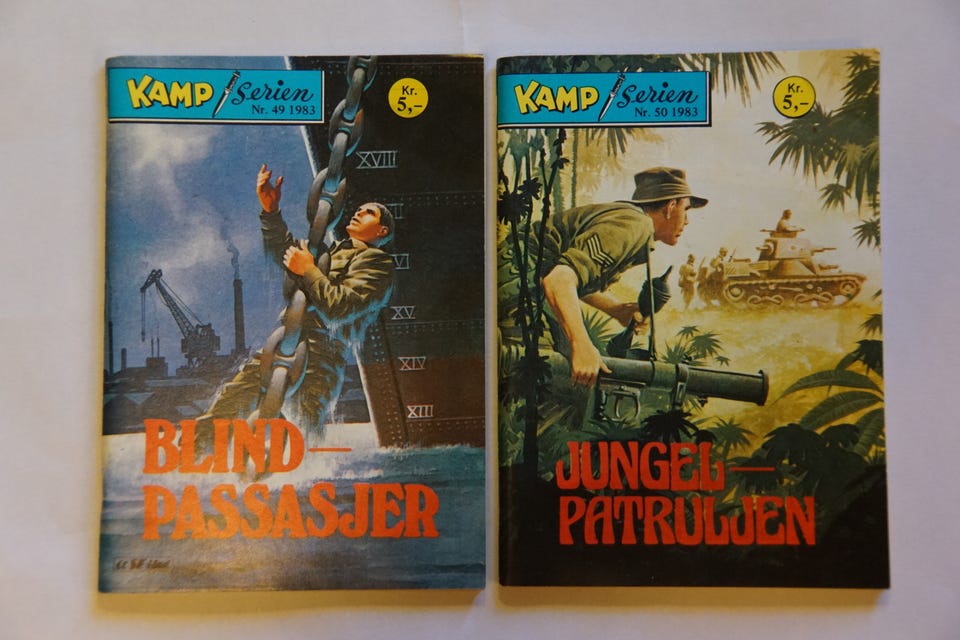 KAMP Serien
Nr. 49 1983
Kr.
5,-
XVIII
XV
XIV
XIII
BLIND-
PASSASJER
KAMP Serien
Nr. 50 1983
Kr.
5,-
JUNGEL-
PATRULJEN